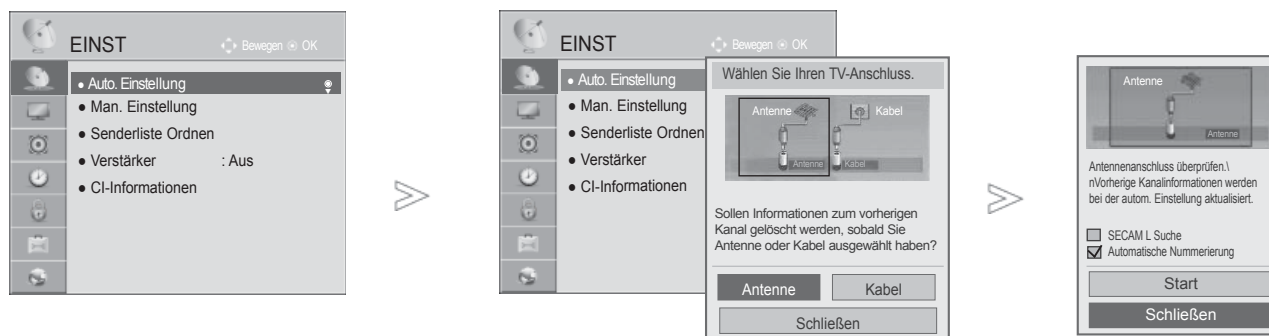 EINST
Bewegen OK
● Auto. Einstellung
● Man. Einstellung
● Senderliste Ordnen
● Verstärker : Aus
● CI-Informationen
EINST
Bewegen OK
● Auto. Einstellung
● Man. Einstellung
● Senderliste Ordnen
● Verstärker
● CI-Informationen
Wählen Sie Ihren TV-Anschluss.
Antenne
Kabel
Antenne
Kabel
Sollen Informationen zum vorherigen
Kanal gelöscht werden, sobald Sie
Antenne oder Kabel ausgewählt haben?
Antenne
Kabel
Schließen
Antenne
Antenne
Antennenanschluss überprüfen.\
nVorherige Kanalinformationen werden
bei der autom. Einstellung aktualisiert.
SECAM L Suche
Automatische Nummerierung
Start
Schließen